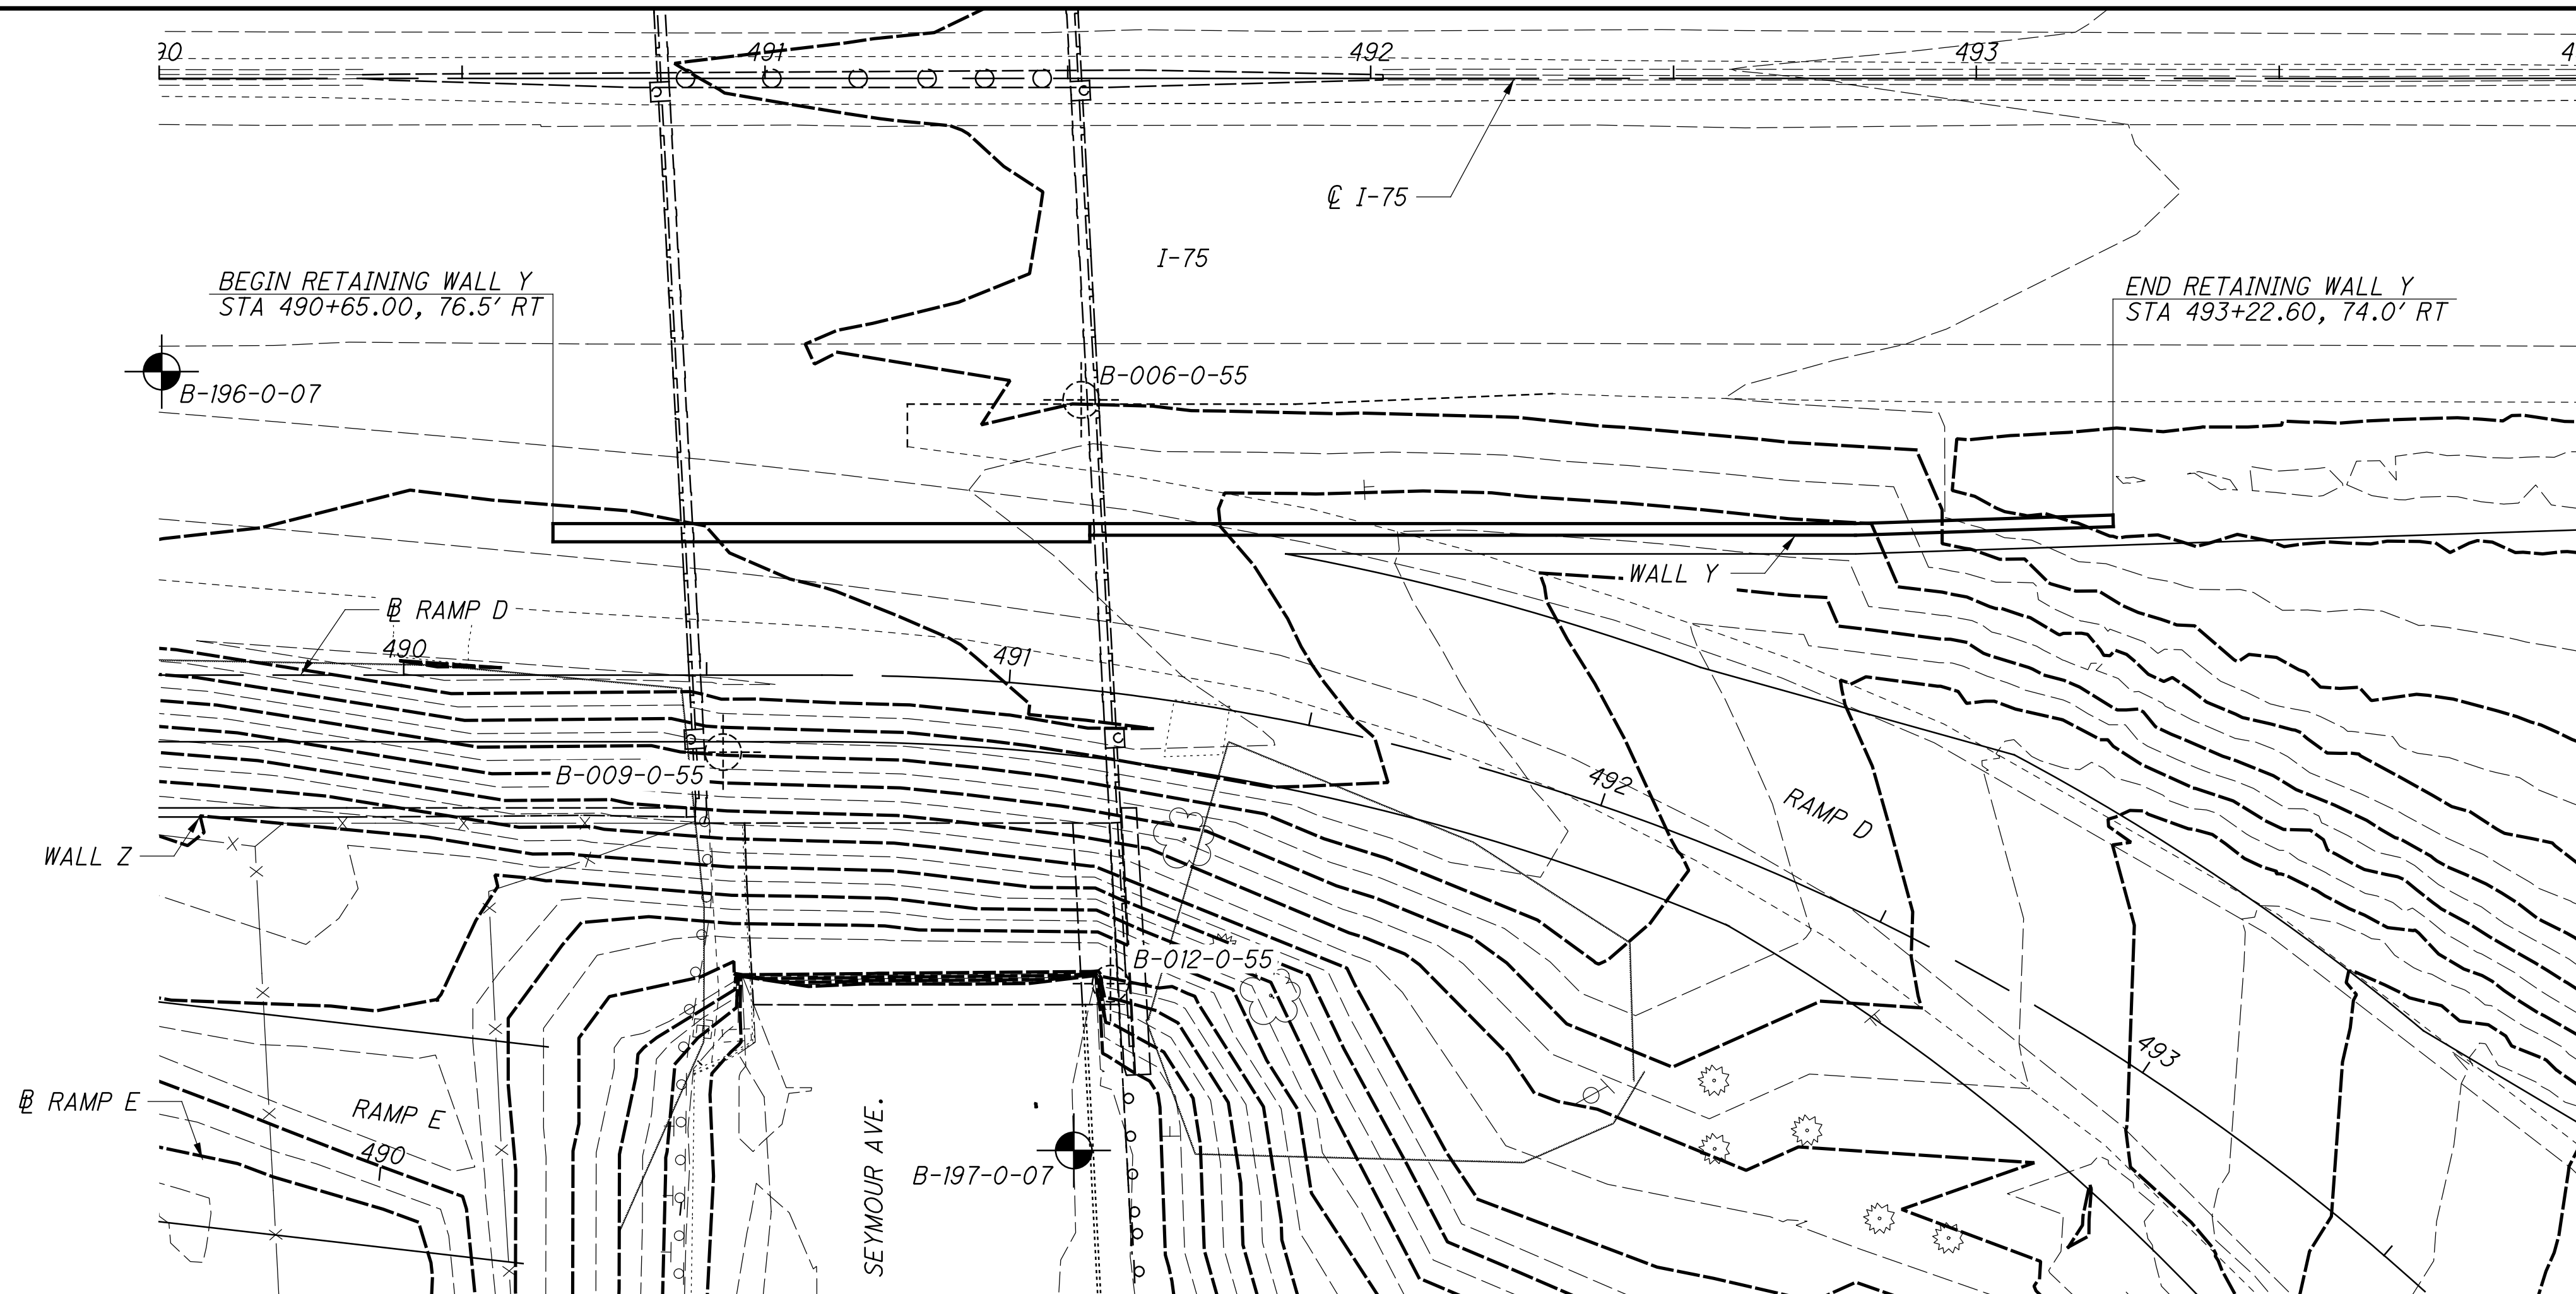 90
491
492
493
4
℄ I-75
I-75
BEGIN RETAINING WALL Y
STA 490+65.00, 76.5' RT
END RETAINING WALL Y
STA 493+22.60, 74.0' RT
B-196-0-07
B-006-0-55
WALL Y
BL RAMP D
490
491
492
RAMP D
B-009-0-55
WALL Z
B-012-0-55
493
BL RAMP E
RAMP E
490
SEYMOUR AVE.
B-197-0-07